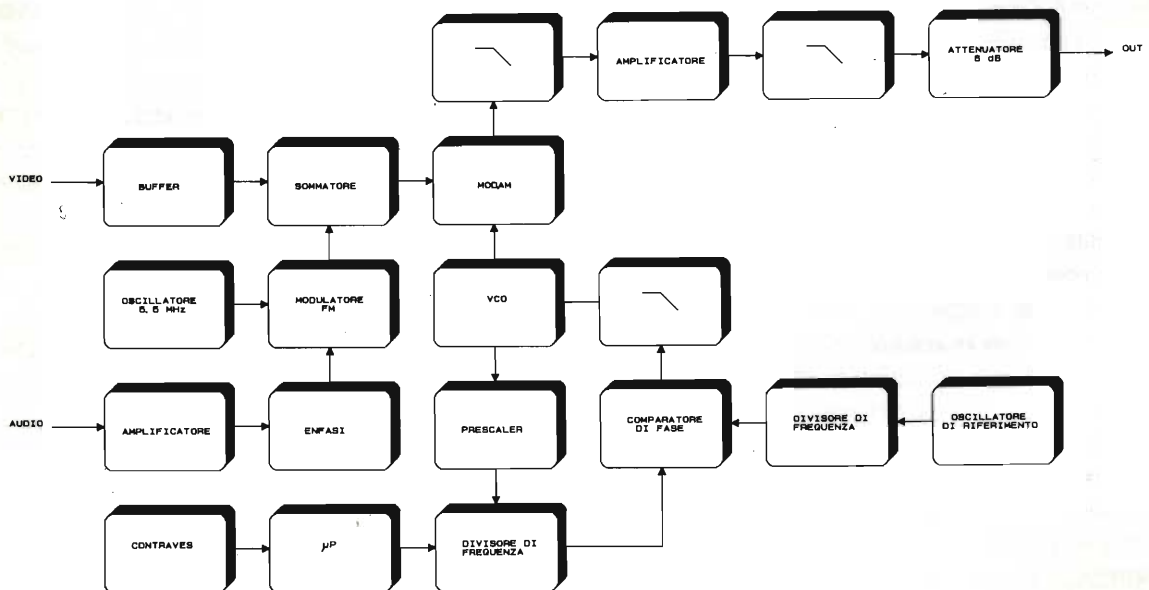 AMPLIFICATORE
ATTENUATORE
6 dB
OUT
VIDEO
BUFFER
SOMMATORE
MODAM
OSCILLATORE
5.5 MHz
MODULATORE
FM
VCO
AUDIO
AMPLIFICATORE
ENFASI
PRESCALER
COMPARATORE
DI FASE
DIVISORE DI
FREQUENZA
OSCILLATORE
DI RIFERIMENTO
CONTRAVES
µP
DIVISORE DI
FREQUENZA